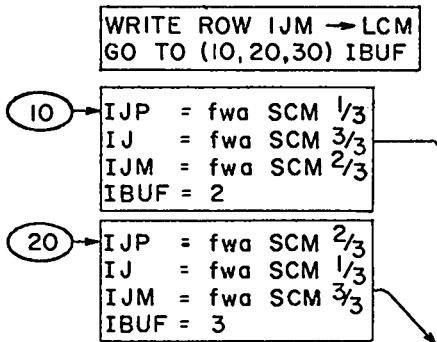 WRITE ROW IJM → LCM
GO TO (10,20,30) IBUF
10
IJP = fwa SCM 1/3
IJ = fwa SCM 3/3
IJM = fwa SCM 2/3
IBUF = 2
20
IJP = fwa SCM 2/3
IJ = fwa SCM 1/3
IJM = fwa SCM 3/3
IBUF = 3